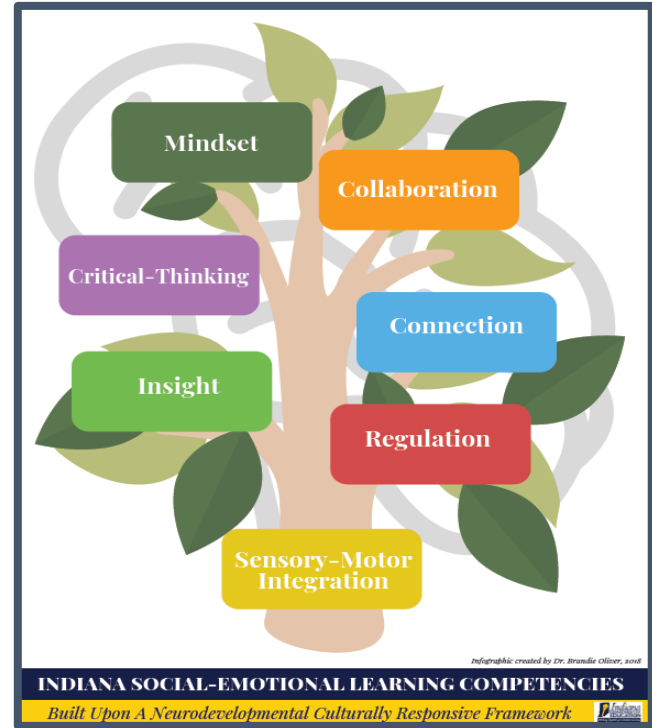 Mindset
Collaboration
Critical-Thinking
Connection
Insight
Regulation
Sensory-Motor
Integration
Infographic created by Dr. Brandie Oliver, 2018
INDIANA SOCIAL-EMOTIONAL LEARNING COMPETENCIES
Built Upon A Neurodevelopmental Culturally Responsive Framework
Indiana